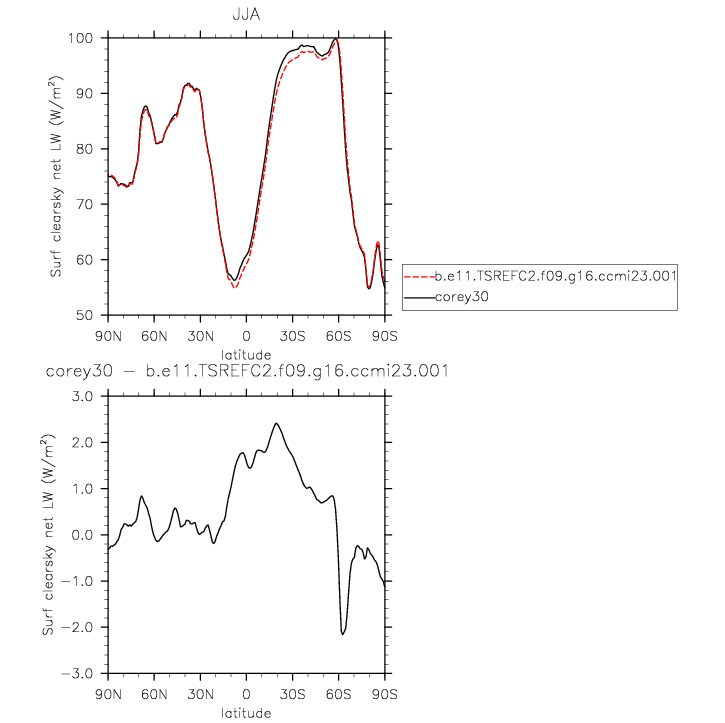 JJA
Surf clearsky net LW (W/m²)
100
90
80
70
60
50
90N 60N 30N 0 30S 60S 90S
latitude
b.e11.TSREFC2.f09.g16.ccmi23.001
corey30
corey30 − b.e11.TSREFC2.f09.g16.ccmi23.001
Surf clearsky net LW (W/m²)
3.0
2.0
1.0
0.0
−1.0
−2.0
−3.0
90N 60N 30N 0 30S 60S 90S
latitude